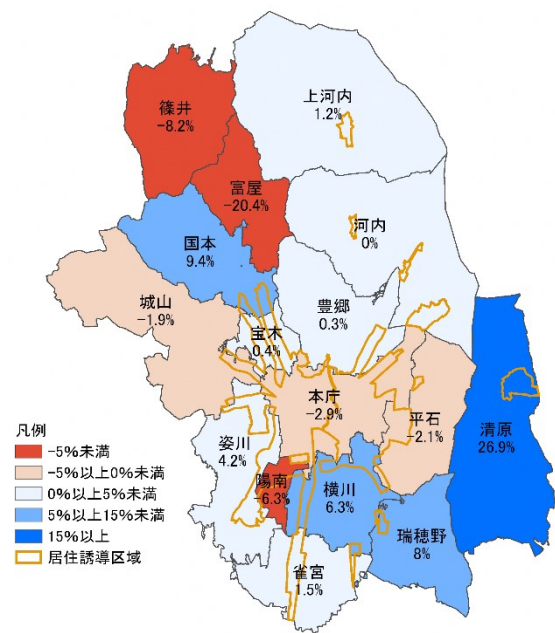 上河内
1.2%
篠井
-8.2%
富屋
-20.4%
国本
9.4%
河内
0%
城山
-1.9%
豊郷
0.3%
宝木
0.4%
本庁
-2.9%
平石
-2.1%
清原
26.9%
姿川
4.2%
陽南
-6.3%
横川
6.3%
瑞穂野
8%
雀宮
1.5%
凡例
-5%未満
-5%以上0%未満
0%以上5%未満
5%以上15%未満
15%以上
居住誘導区域